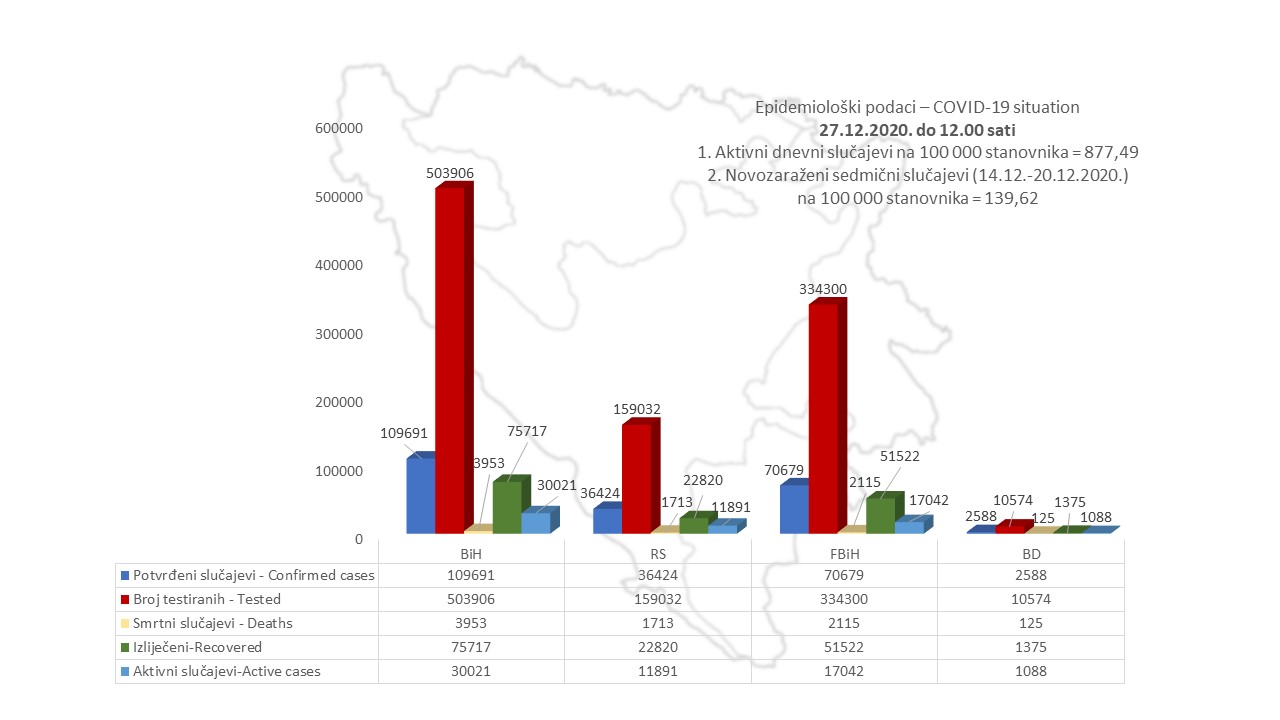 Epidemiološki podaci – COVID-19 situation
27.12.2020. do 12.00 sati
1. Aktivni dnevni slučajevi na 100 000 stanovnika = 877,49
2. Novozaraženi sedmični slučajevi (14.12.-20.12.2020.)
na 100 000 stanovnika = 139,62
600000
500000
400000
300000
200000
100000
0
109691
503906
3953
75717
30021
36424
159032
1713
22820
11891
70679
334300
2115
51522
17042
2588
10574
125
1375
1088
BiH RS FBiH BD
Potvrđeni slučajevi - Confirmed cases 109691 36424 70679 2588
Broj testiranih - Tested 503906 159032 334300 10574
Smrtni slučajevi - Deaths 3953 1713 2115 125
Izliječeni-Recovered 75717 22820 51522 1375
Aktivni slučajevi-Active cases 30021 11891 17042 1088